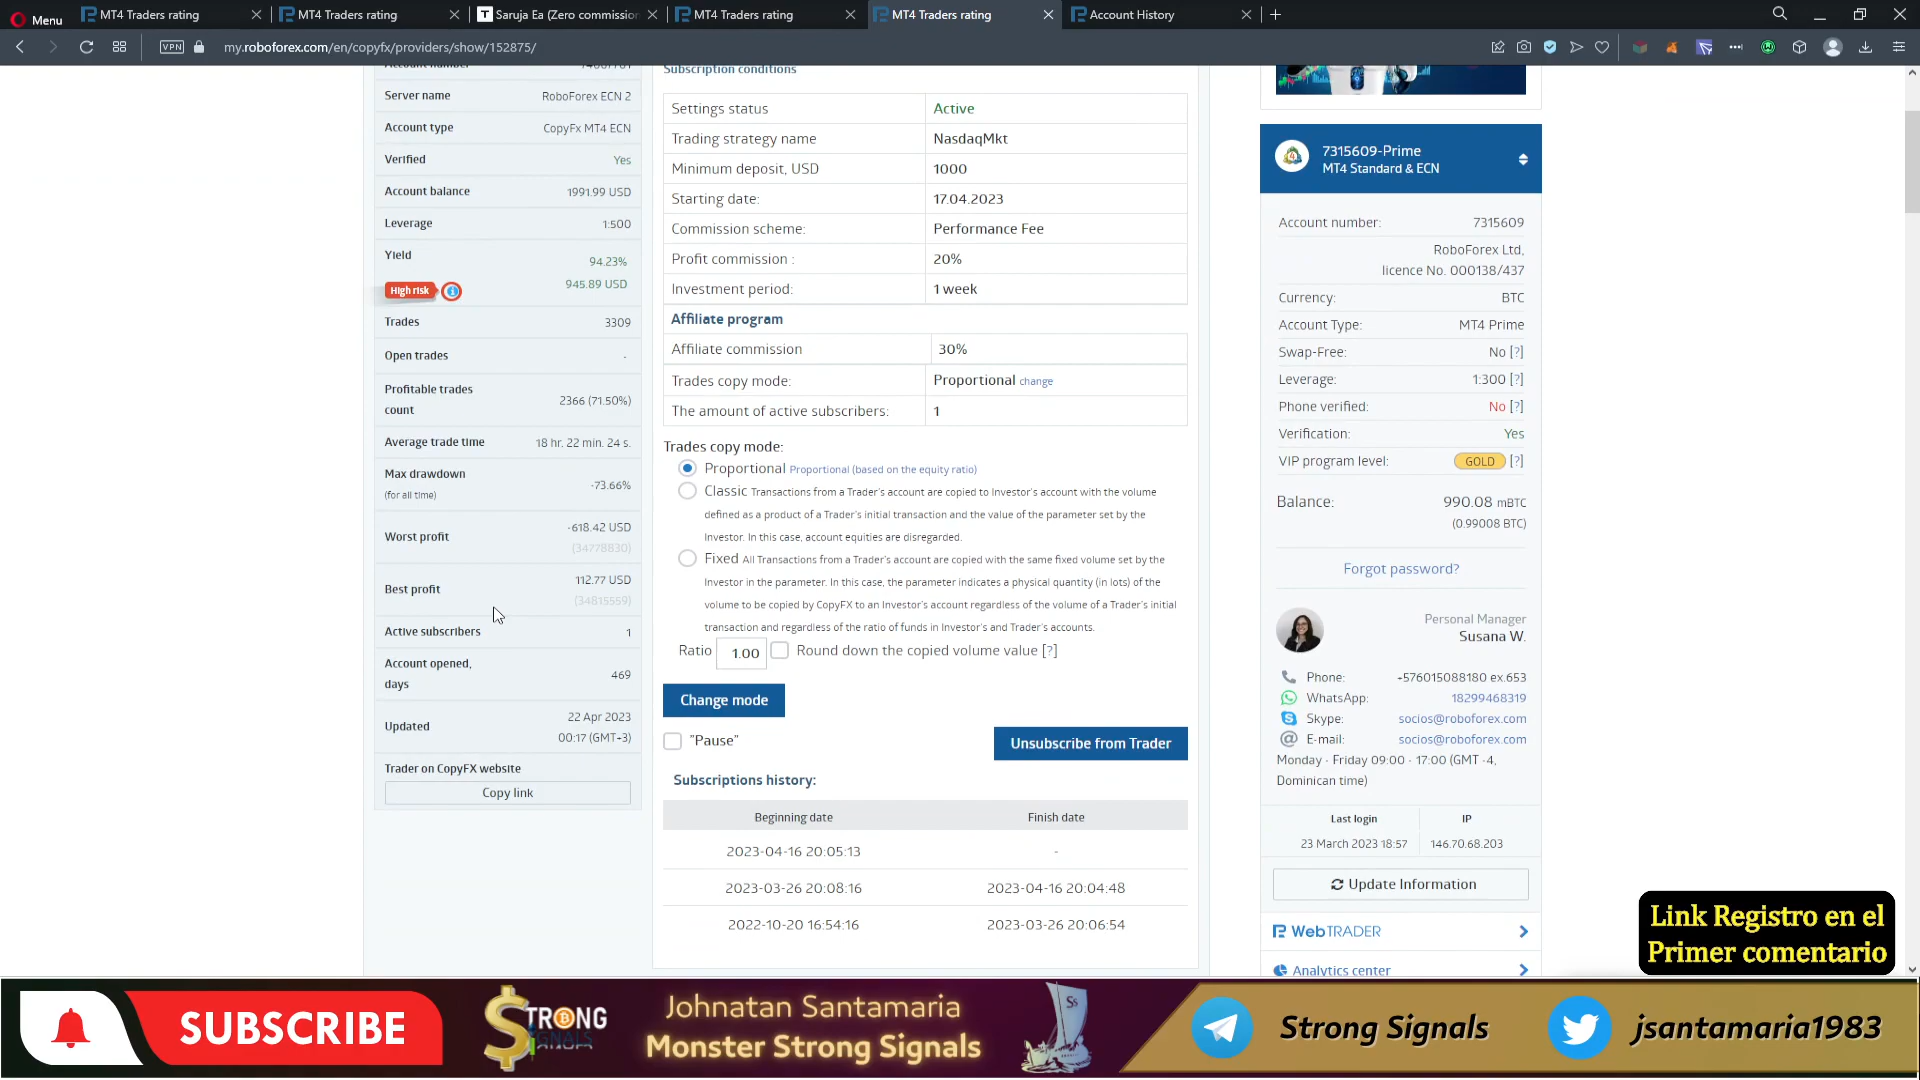 Menu
MT4 Traders rating
MT4 Traders rating
Saruja Ea (Zero commission
MT4 Traders rating
MT4 Traders rating
Account History
VPN
my.roboforex.com/en/copyfx/providers/show/152875/
Server name RoboForex ECN 2
Account type CopyFx MT4 ECN
Verified Yes
Account balance 1991.99 USD
Leverage 1:500
Yield 94.23%
945.89 USD
High risk
Trades 3309
Open trades -
Profitable trades
count 2366 (71.50%)
Average trade time 18 hr. 22 min. 24 s.
Max drawdown
(for all time) -73.66%
Worst profit -618.42 USD
(34778830)
Best profit 112.77 USD
(34815559)
Active subscribers 1
Account opened,
days 469
Updated 22 Apr 2023
00:17 (GMT+3)
Trader on CopyFX website
Copy link
Subscription conditions
Settings status Active
Trading strategy name NasdaqMkt
Minimum deposit, USD 1000
Starting date: 17.04.2023
Commission scheme: Performance Fee
Profit commission : 20%
Investment period: 1 week
Affiliate program
Affiliate commission 30%
Trades copy mode: Proportional change
The amount of active subscribers: 1
Trades copy mode:
Proportional Proportional (based on the equity ratio)
Classic Transactions from a Trader's account are copied to Investor's account with the volume
defined as a product of a Trader's initial transaction and the value of the parameter set by the
Investor. In this case, account equities are disregarded.
Fixed All Transactions from a Trader's account are copied with the same fixed volume set by the
Investor in the parameter. In this case, the parameter indicates a physical quantity (in lots) of the
volume to be copied by CopyFX to an Investor's account regardless of the volume of a Trader's initial
transaction and regardless of the ratio of funds in Investor's and Trader's accounts.
Ratio 1.00 Round down the copied volume value [?]
Change mode
"Pause"
Unsubscribe from Trader
Subscriptions history:
Beginning date Finish date
2023-04-16 20:05:13 -
2023-03-26 20:08:16 2023-04-16 20:04:48
2022-10-20 16:54:16 2023-03-26 20:06:54
7315609-Prime
MT4 Standard & ECN
Account number: 7315609
RoboForex Ltd,
licence No. 000138/437
Currency: BTC
Account Type: MT4 Prime
Swap-Free: No [?]
Leverage: 1:300 [?]
Phone verified: No [?]
Verification: Yes
VIP program level: GOLD [?]
Balance: 990.08 mBTC
(0.99008 BTC)
Forgot password?
Personal Manager
Susana W.
Phone: +576015088180 ex.653
WhatsApp: 18299468319
Skype: socios@roboforex.com
E-mail: socios@roboforex.com
Monday - Friday 09:00 - 17:00 (GMT -4,
Dominican time)
Last login IP
23 March 2023 18:57 146.70.68.203
Update Information
WebTRADER
Analytics center
Link Registro en el
Primer comentario
SUBSCRIBE
STRONG
SIGNALS
Johnatan Santamaria
Monster Strong Signals
Ss
Strong Signals
jsantamaria1983